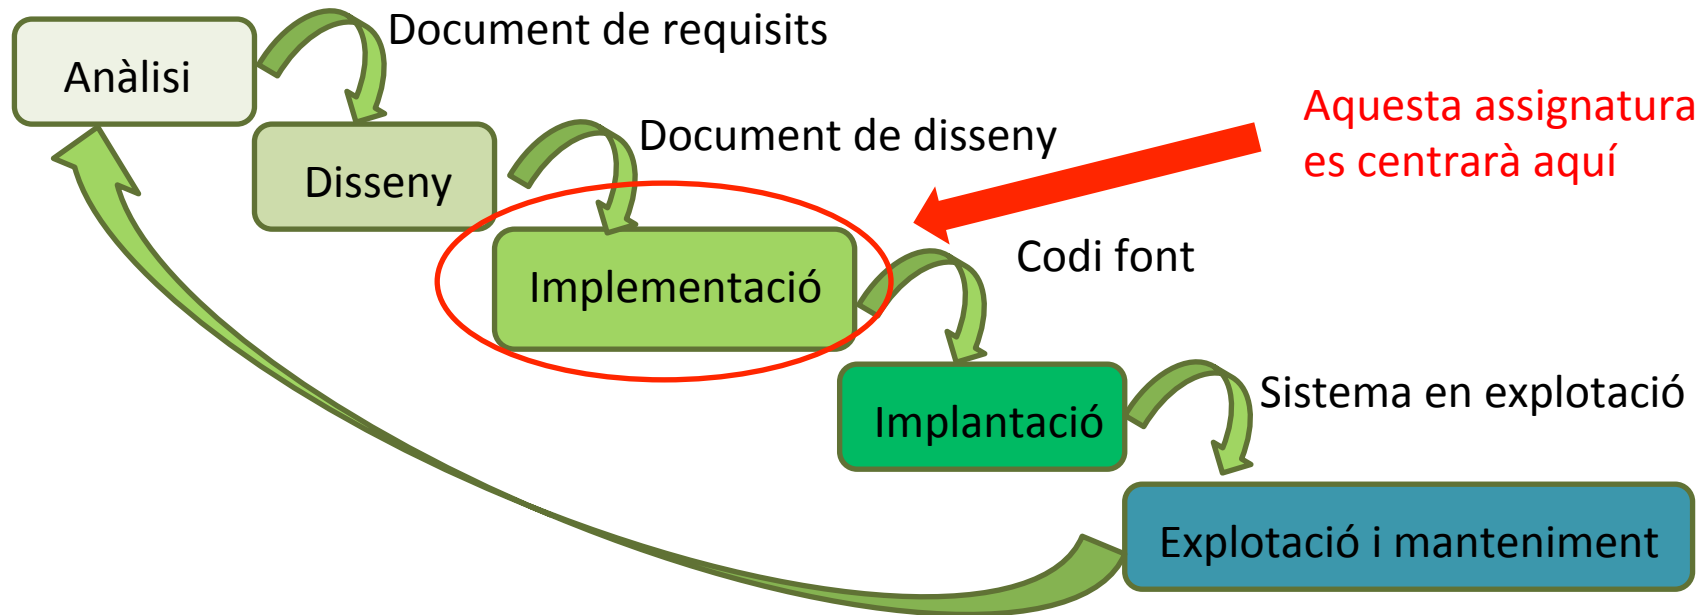 Document de requisits
Anàlisi
Document de disseny
Aquesta assignatura
es centrarà aquí
Disseny
Codi font
Implementació
Sistema en explotació
Implantació
Explotació i manteniment